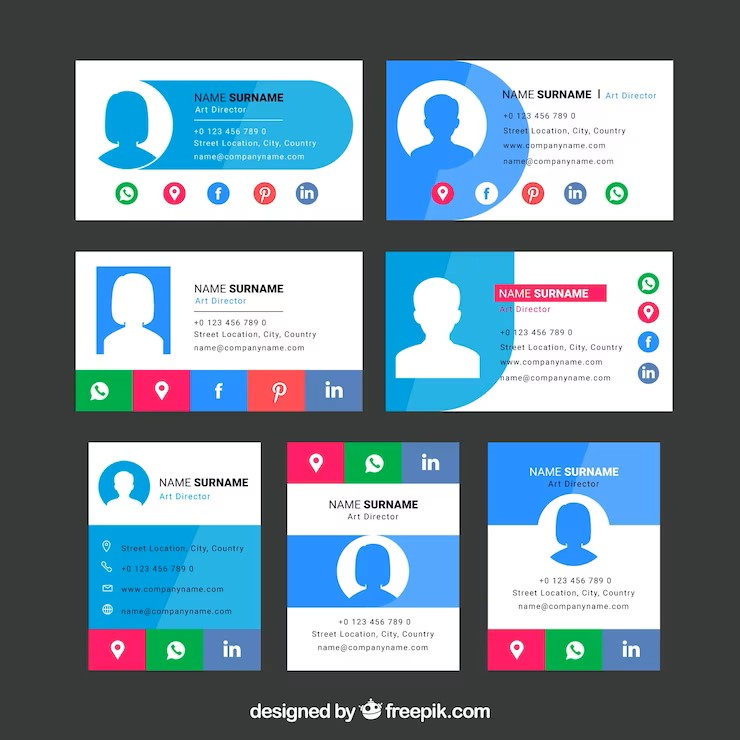 NAME SURNAME
Art Director
+0 123 456 789 0
Street Location, City, Country
name@companyname.com
f
in
NAME SURNAME | Art Director
+0 123 456 789 0
Street Location, City, Country
www.companyname.com
name@companyname.com
f
in
NAME SURNAME
Art Director
+0 123 456 789 0
Street Location, City, Country
name@companyname.com
f
in
NAME SURNAME
Art Director
+0 123 456 789 0
Street Location, City, Country
www.companyname.com
name@companyname.com
f
in
NAME SURNAME
Art Director
Street Location, City, Country
+0 123 456 789 0
www.companyname.com
name@companyname.com
in
in
NAME SURNAME
Art Director
+0 123 456 789 0
Street Location, City, Country
name@companyname.com
NAME SURNAME
Art Director
+0 123 456 789 0
Street Location, City, Country
name@companyname.com
in
designed by freepik.com